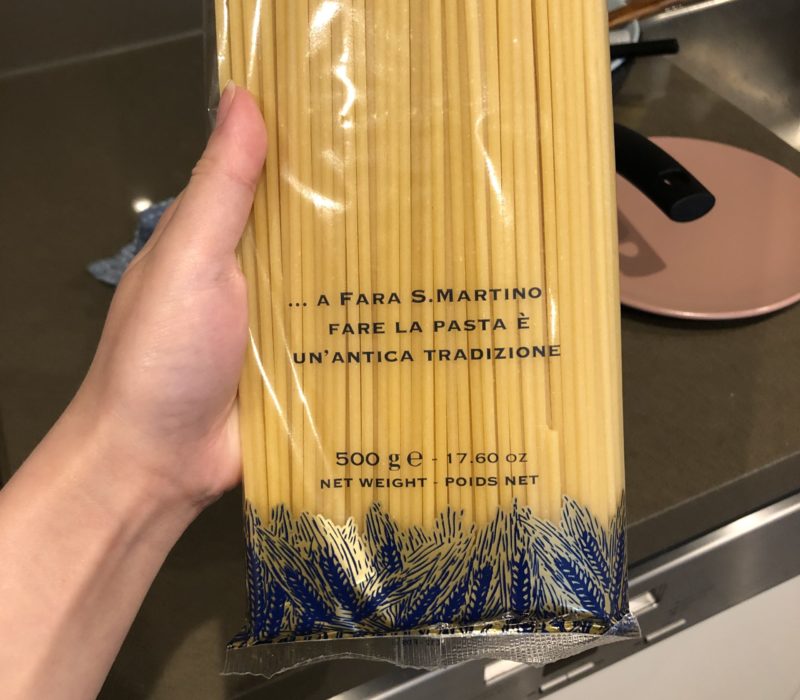 ... A FARA S.MARTINO
FARE LA PASTA È
UN'ANTICA TRADIZIONE
500 g ℮ - 17.60 OZ
NET WEIGHT - POIDS NET